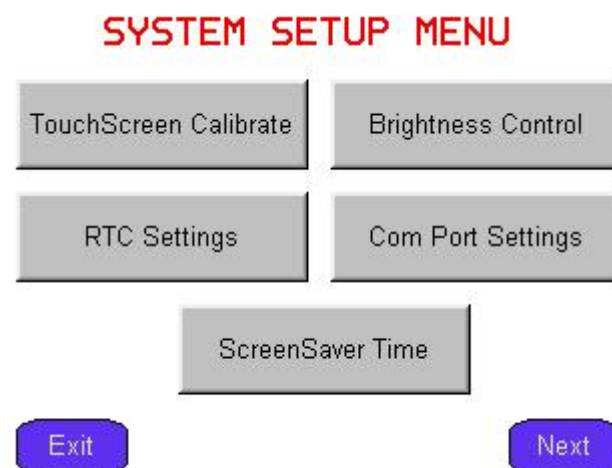 SYSTEM SETUP MENU
TouchScreen Calibrate
Brightness Control
RTC Settings
Com Port Settings
ScreenSaver Time
Exit
Next